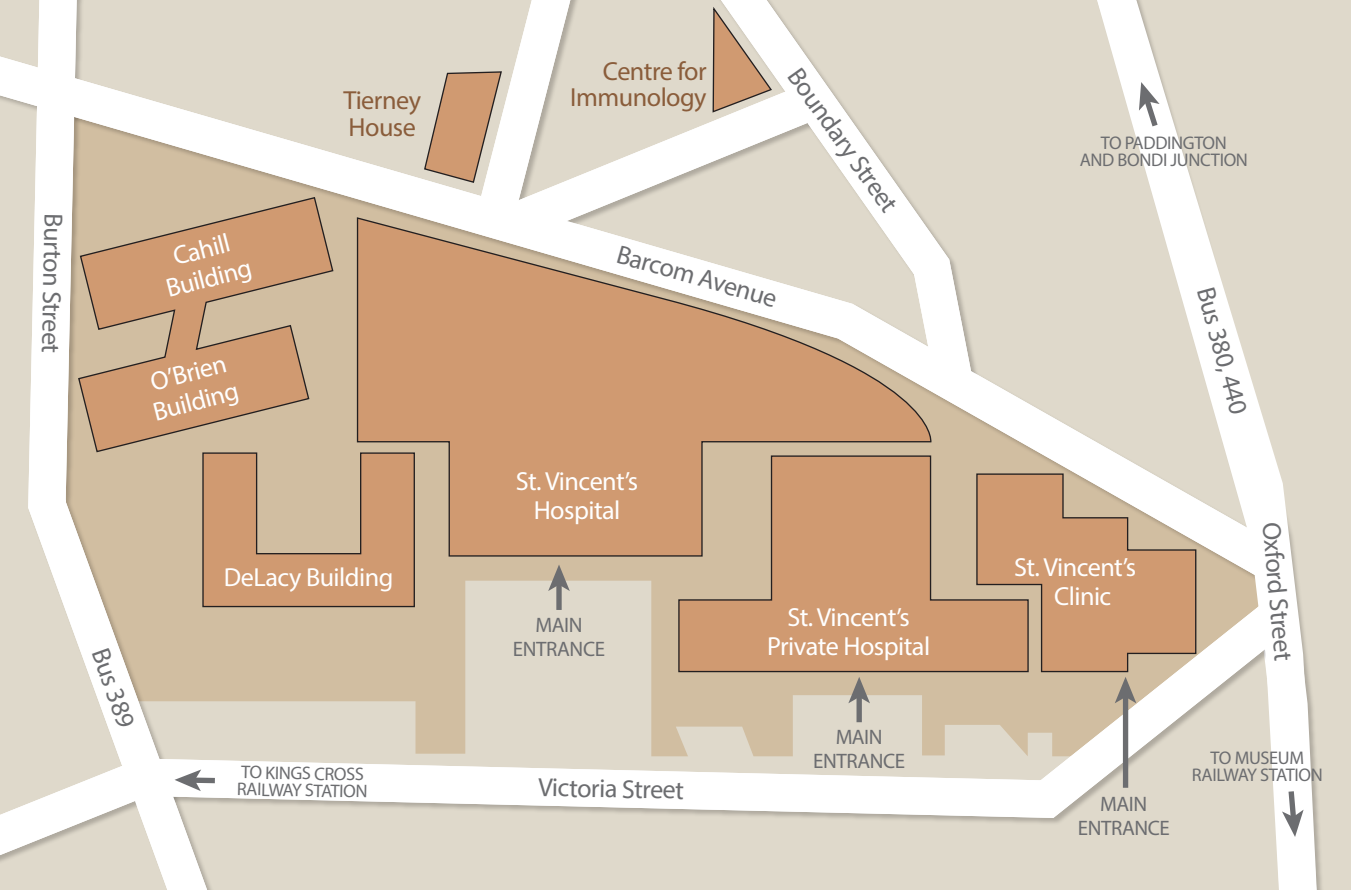 Centre for
Immunology
Tierney
House
Boundary Street
TO PADDINGTON
AND BONDI JUNCTION
Burton Street
Cahill
Building
Barcom Avenue
Bus 380, 440
O'Brien
Building
St. Vincent's
Hospital
DeLacy Building
St. Vincent's
Clinic
Oxford Street
St. Vincent's
Private Hospital
MAIN
ENTRANCE
Bus 389
MAIN
ENTRANCE
TO MUSEUM
RAILWAY STATION
TO KINGS CROSS
RAILWAY STATION
Victoria Street
MAIN
ENTRANCE